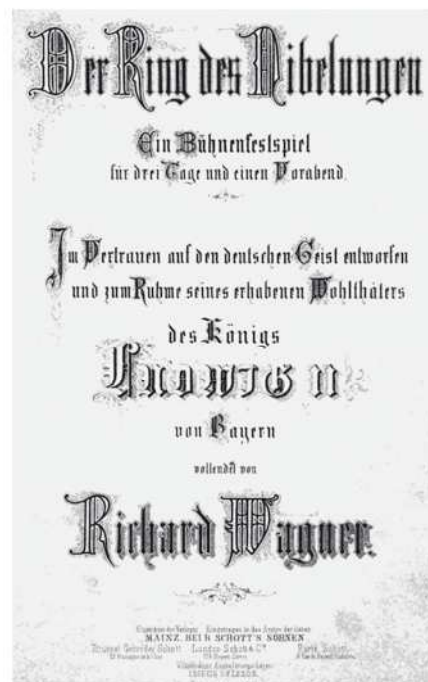 Der Ring des Nibelungen
Ein Bühnenfestspiel
für drei Tage und einen Vorabend.
Im Vertrauen auf den deutschen Geist entworfen
und zum Ruhme seines erhabenen Wohlthäters
des Königs
LUDWIG II
von Bayern
vollendet von
Richard Wagner.
MAINZ, BEI B. SCHOTT'S SÖHNEN